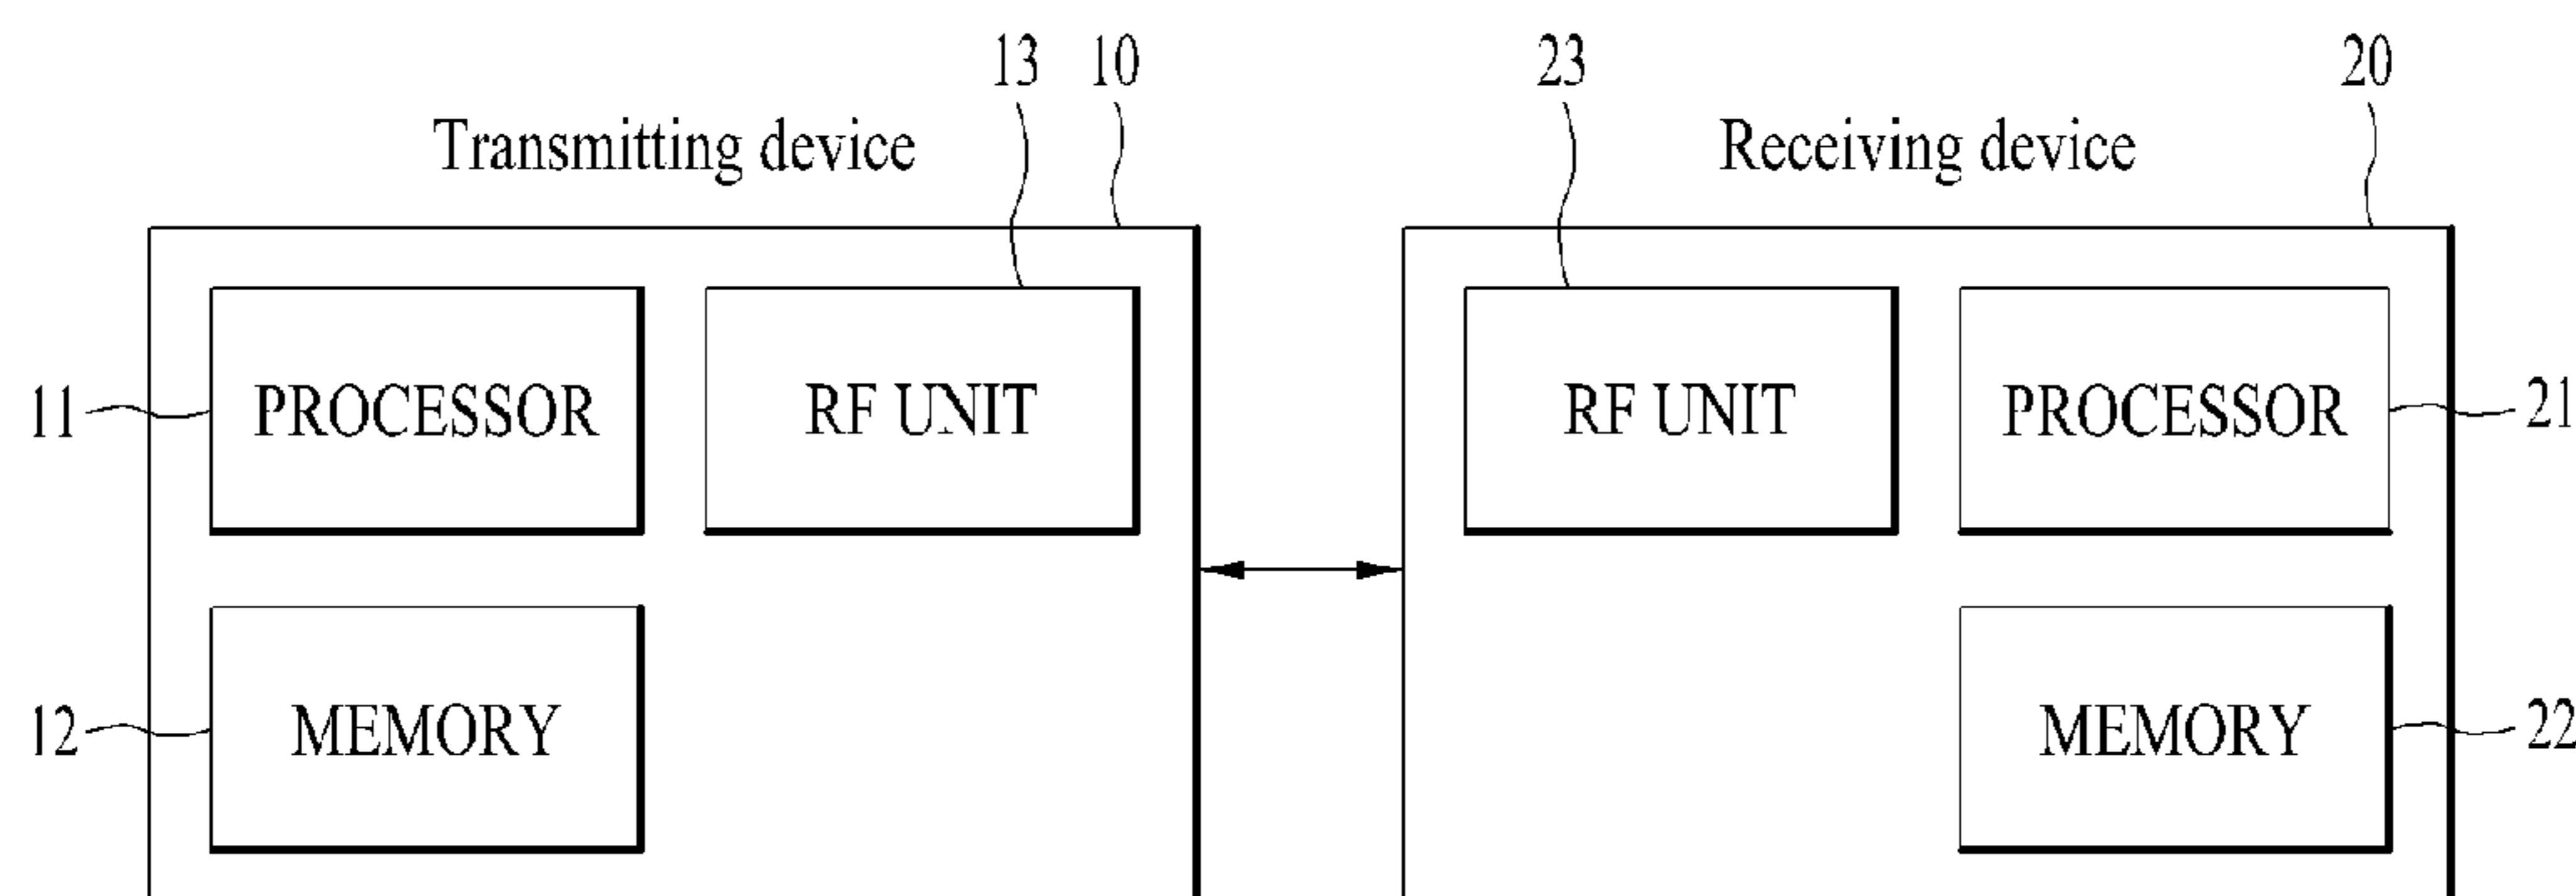 13 10 23 20
Transmitting device Receiving device
11 PROCESSOR RF UNIT RF UNIT PROCESSOR 21
12 MEMORY MEMORY 22